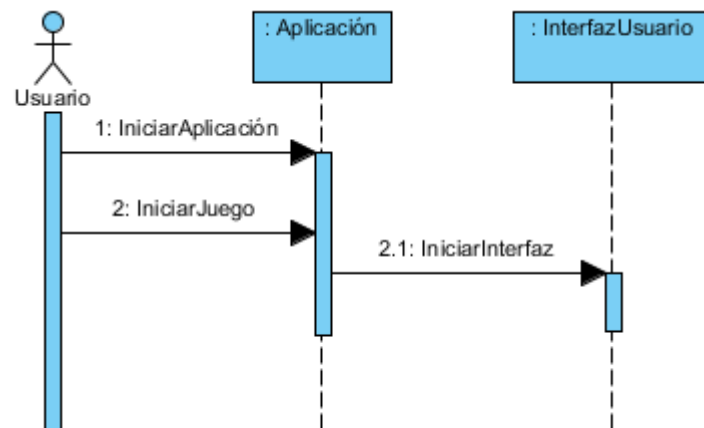 : Aplicación
: InterfazUsuario
Usuario
1: IniciarAplicación
2: IniciarJuego
2.1: IniciarInterfaz